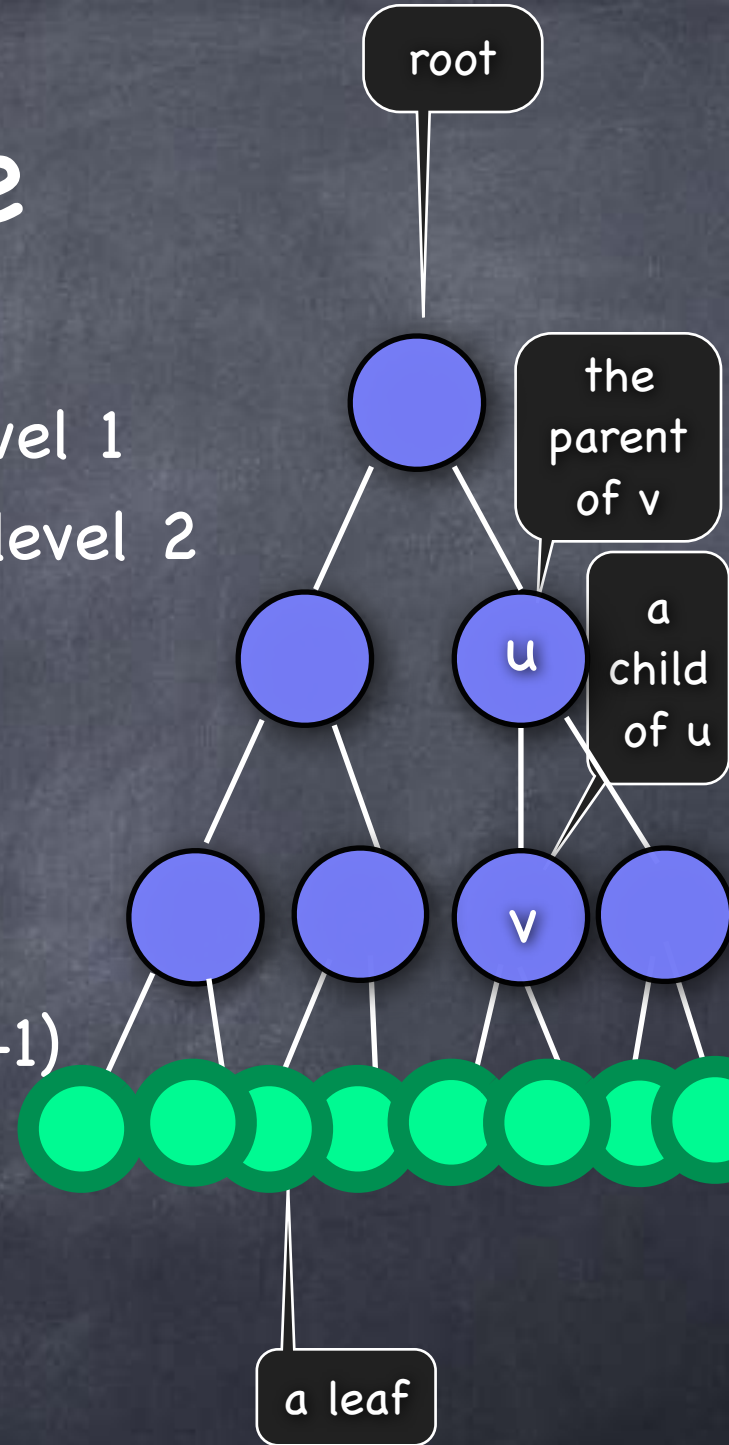 root
e
the
parent
of v
vel 1
level 2
a
child
of u
u
v
-1)
a leaf